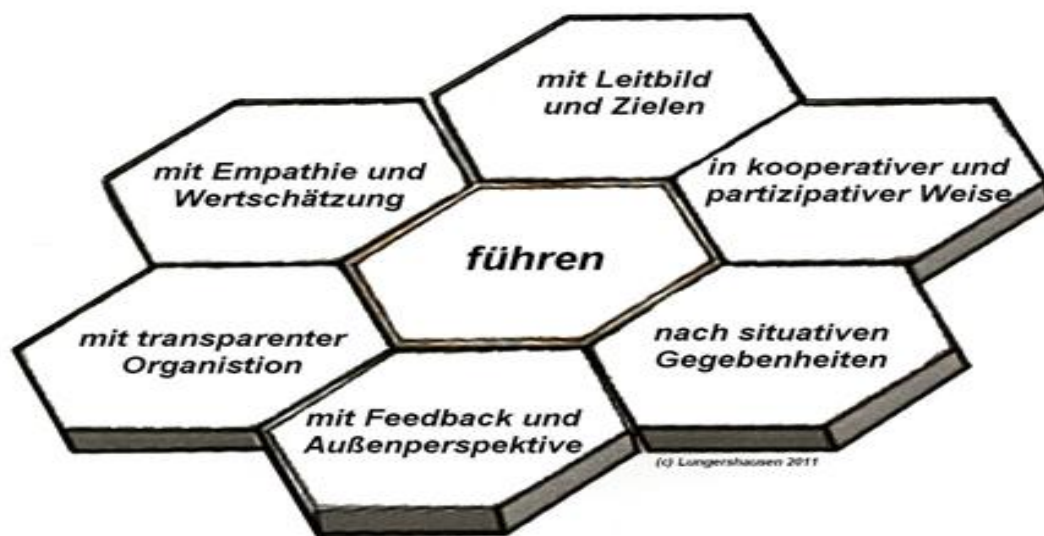 mit Leitbild
und Zielen
mit Empathie und
Wertschätzung
in kooperativer und
partizipativer Weise
führen
mit transparenter
Organistion
nach situativen
Gegebenheiten
mit Feedback und
Außenperspektive
(c) Lungershausen 2011